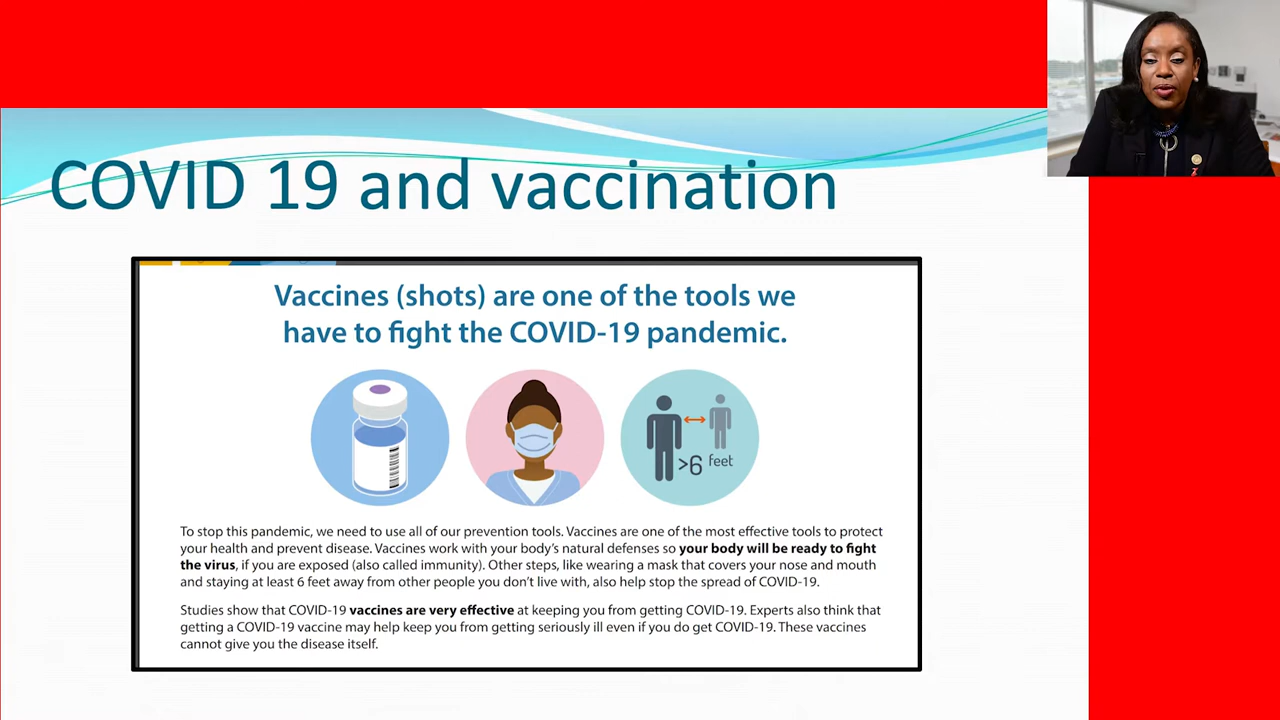 COVID 19 and vaccination
Vaccines (shots) are one of the tools we
have to fight the COVID-19 pandemic.
>6 feet
To stop this pandemic, we need to use all of our prevention tools. Vaccines are one of the most effective tools to protect
your health and prevent disease. Vaccines work with your body’s natural defenses so your body will be ready to fight
the virus, if you are exposed (also called immunity). Other steps, like wearing a mask that covers your nose and mouth
and staying at least 6 feet away from other people you don’t live with, also help stop the spread of COVID-19.
Studies show that COVID-19 vaccines are very effective at keeping you from getting COVID-19. Experts also think that
getting a COVID-19 vaccine may help keep you from getting seriously ill even if you do get COVID-19. These vaccines
cannot give you the disease itself.